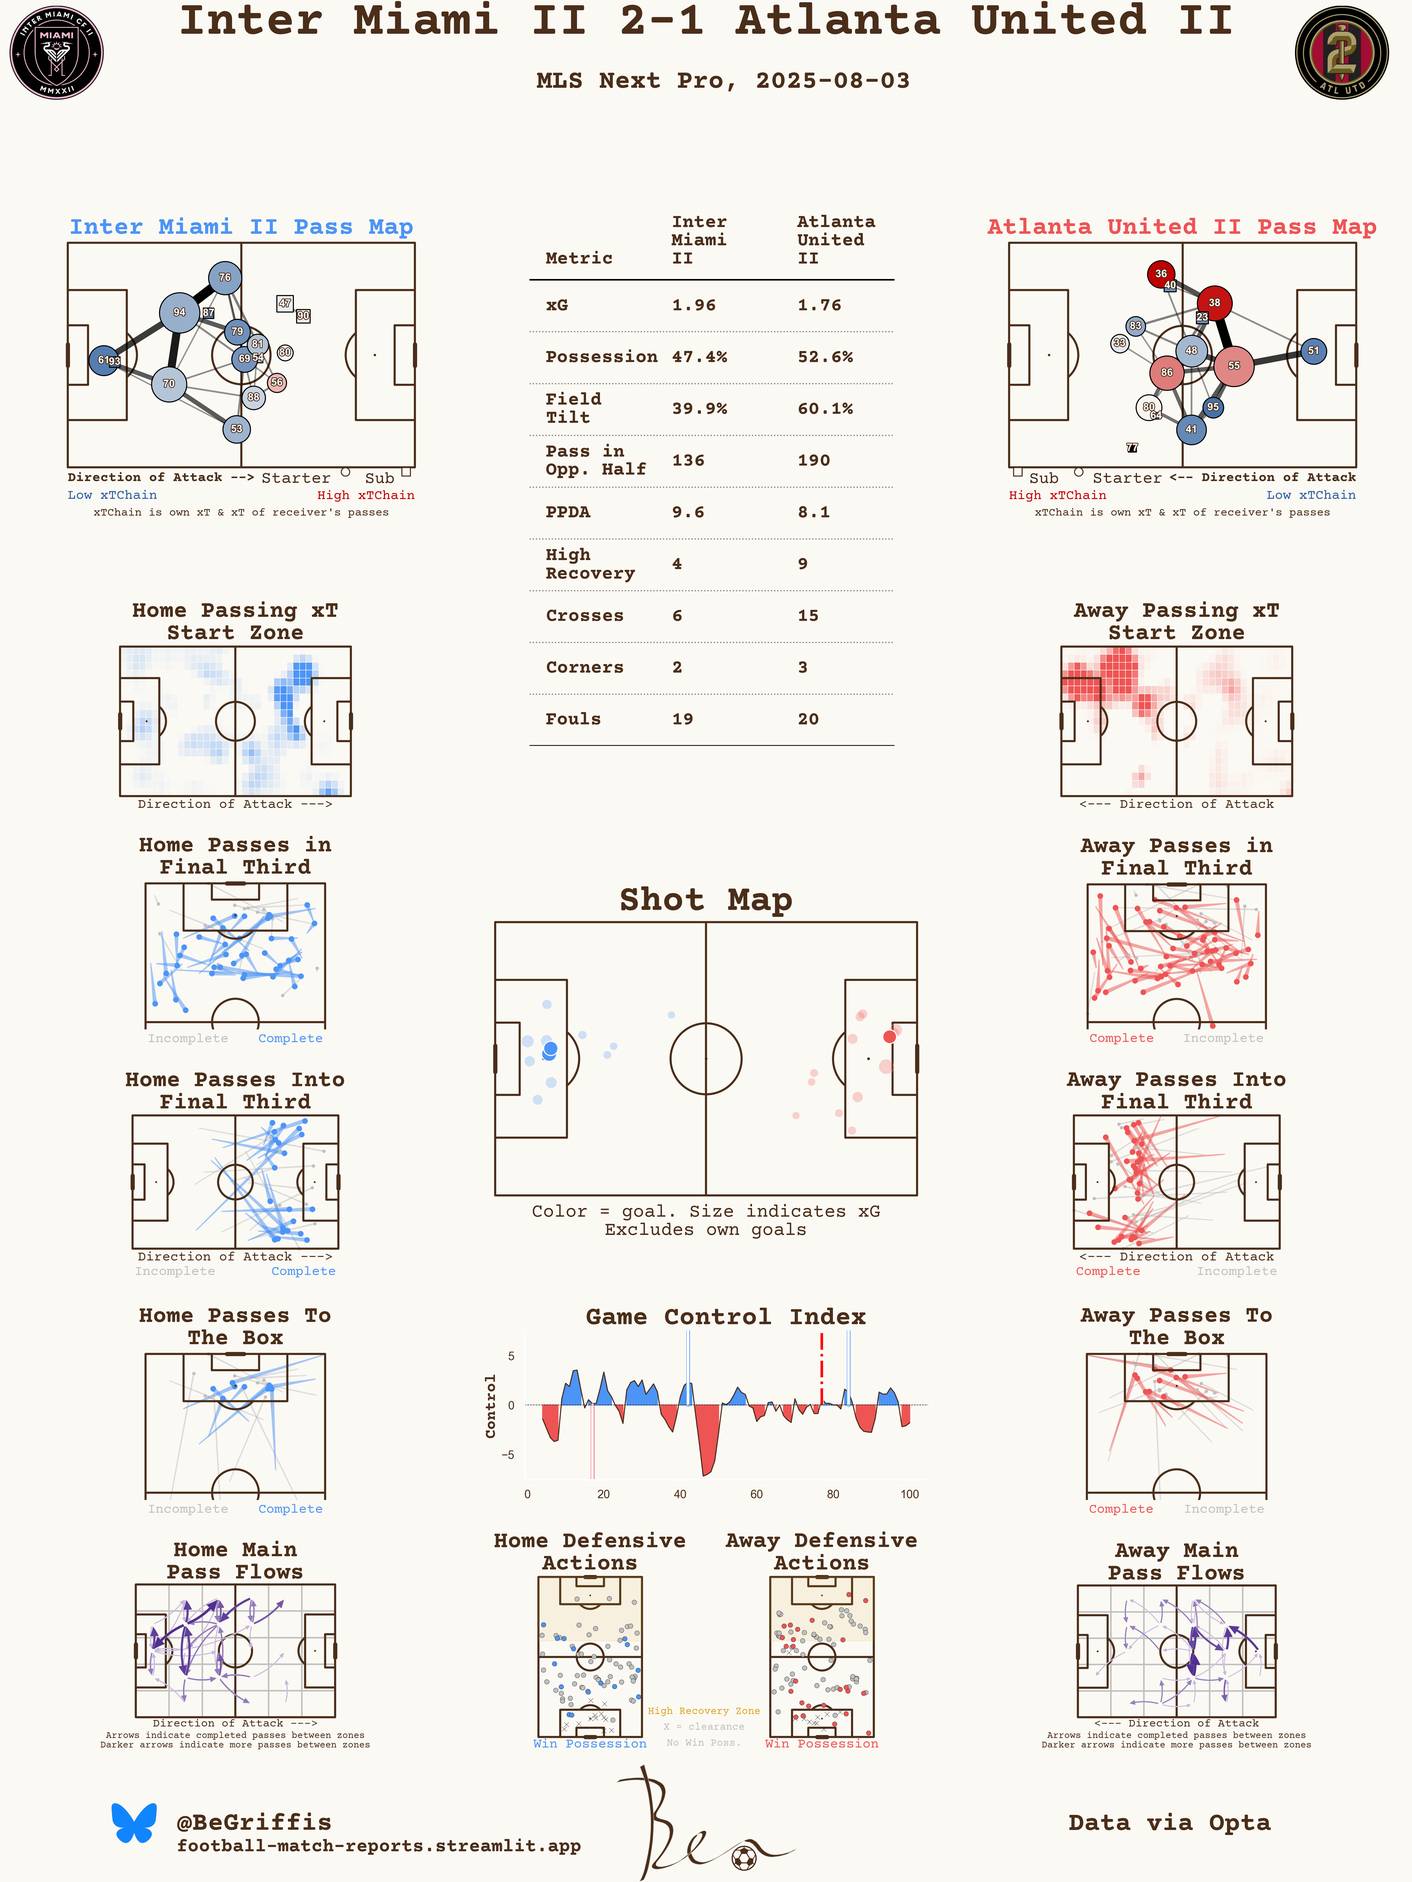 Inter Miami II 2-1 Atlanta United II
MLS Next Pro, 2025-08-03
INTER MIAMI CF II
MIAMI
MMXXII
2
ATL UTD
Inter Miami II Pass Map
76
47
90
94
87
79
81
61
93
69
54
80
70
56
88
53
Direction of Attack --> Starter Sub
Low xTChain High xTChain
xTChain is own xT & xT of receiver's passes
Metric Inter Miami II Atlanta United II
xG 1.96 1.76
Possession 47.4% 52.6%
Field Tilt 39.9% 60.1%
Pass in Opp. Half 136 190
PPDA 9.6 8.1
High Recovery 4 9
Crosses 6 15
Corners 2 3
Fouls 19 20
Atlanta United II Pass Map
36
40
38
23
83
33
48
51
86
55
80
64
95
41
77
Sub Starter <-- Direction of Attack
High xTChain Low xTChain
xTChain is own xT & xT of receiver's passes
Home Passing xT
Start Zone
Direction of Attack --->
Away Passing xT
Start Zone
<--- Direction of Attack
Home Passes in
Final Third
Incomplete Complete
Away Passes in
Final Third
Complete Incomplete
Shot Map
Color = goal. Size indicates xG
Excludes own goals
Home Passes Into
Final Third
Direction of Attack --->
Incomplete Complete
Away Passes Into
Final Third
<--- Direction of Attack
Complete Incomplete
Home Passes To
The Box
Incomplete Complete
Game Control Index
Control
5
0
−5
0 20 40 60 80 100
Away Passes To
The Box
Complete Incomplete
Home Main
Pass Flows
Direction of Attack --->
Arrows indicate completed passes between zones
Darker arrows indicate more passes between zones
Home Defensive
Actions
Win Possession
High Recovery Zone
X = clearance
No Win Poss.
Away Defensive
Actions
Win Possession
Away Main
Pass Flows
<--- Direction of Attack
Arrows indicate completed passes between zones
Darker arrows indicate more passes between zones
@BeGriffis
football-match-reports.streamlit.app
Ben
Data via Opta